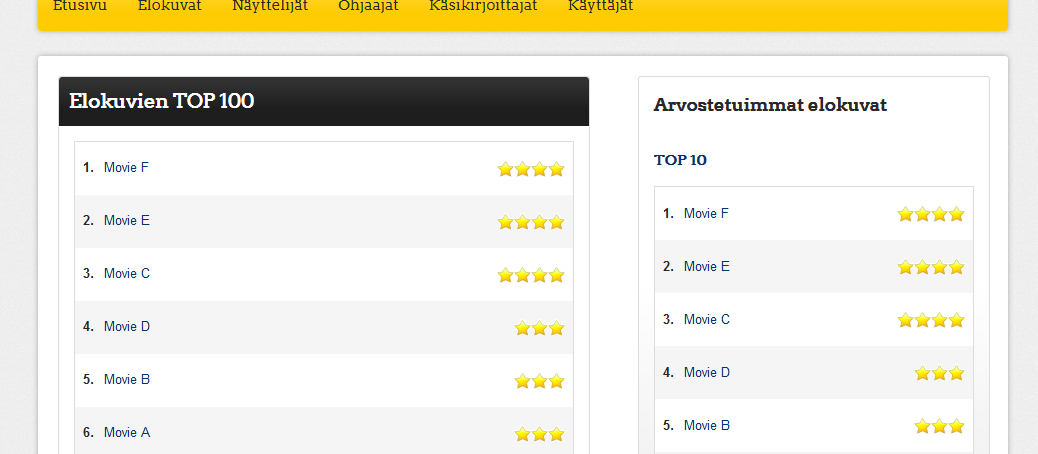 Etusivu Elokuvat Näyttelijät Ohjaajat Käsikirjoittajat Käyttäjät
Elokuvien TOP 100
1. Movie F
2. Movie E
3. Movie C
4. Movie D
5. Movie B
6. Movie A
Arvostetuimmat elokuvat
TOP 10
1. Movie F
2. Movie E
3. Movie C
4. Movie D
5. Movie B